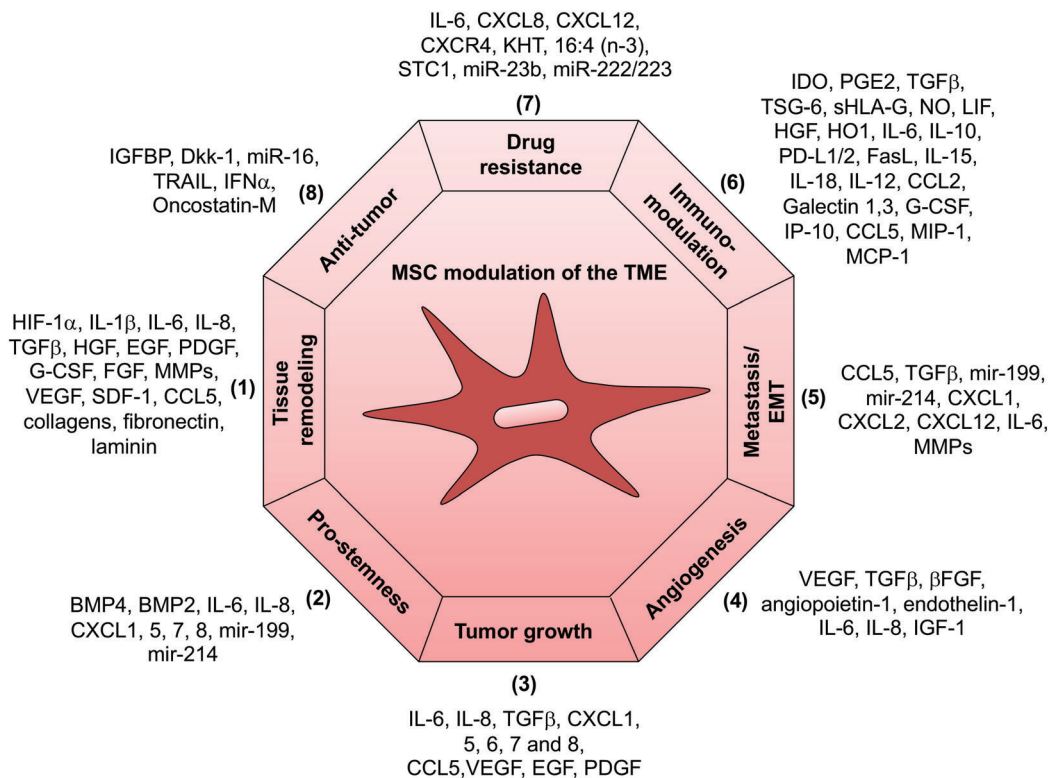 IL-6, CXCL8, CXCL12,
CXCR4, KHT, 16:4 (n-3),
STC1, miR-23b, miR-222/223
(7)
Drug
resistance
IDO, PGE2, TGFβ,
TSG-6, sHLA-G, NO, LIF,
HGF, HO1, IL-6, IL-10,
PD-L1/2, FasL, IL-15,
IL-18, IL-12, CCL2,
Galectin 1,3, G-CSF,
IP-10, CCL5, MIP-1,
MCP-1
(6)
Immuno-
modulation
IGFBP, Dkk-1, miR-16,
TRAIL, IFNα,
Oncostatin-M
(8)
Anti-tumor
MSC modulation of the TME
HIF-1α, IL-1β, IL-6, IL-8,
TGFβ, HGF, EGF, PDGF,
G-CSF, FGF, MMPs,
VEGF, SDF-1, CCL5,
collagens, fibronectin,
laminin
(1)
Tissue
remodeling
CCL5, TGFβ, mir-199,
mir-214, CXCL1,
CXCL2, CXCL12, IL-6,
MMPs
(5)
Metastasis/
EMT
BMP4, BMP2, IL-6, IL-8,
CXCL1, 5, 7, 8, mir-199,
mir-214
(2)
Pro-stemness
VEGF, TGFβ, βFGF,
angiopoietin-1, endothelin-1,
IL-6, IL-8, IGF-1
(4)
Angiogenesis
Tumor growth
(3)
IL-6, IL-8, TGFβ, CXCL1,
5, 6, 7 and 8,
CCL5,VEGF, EGF, PDGF